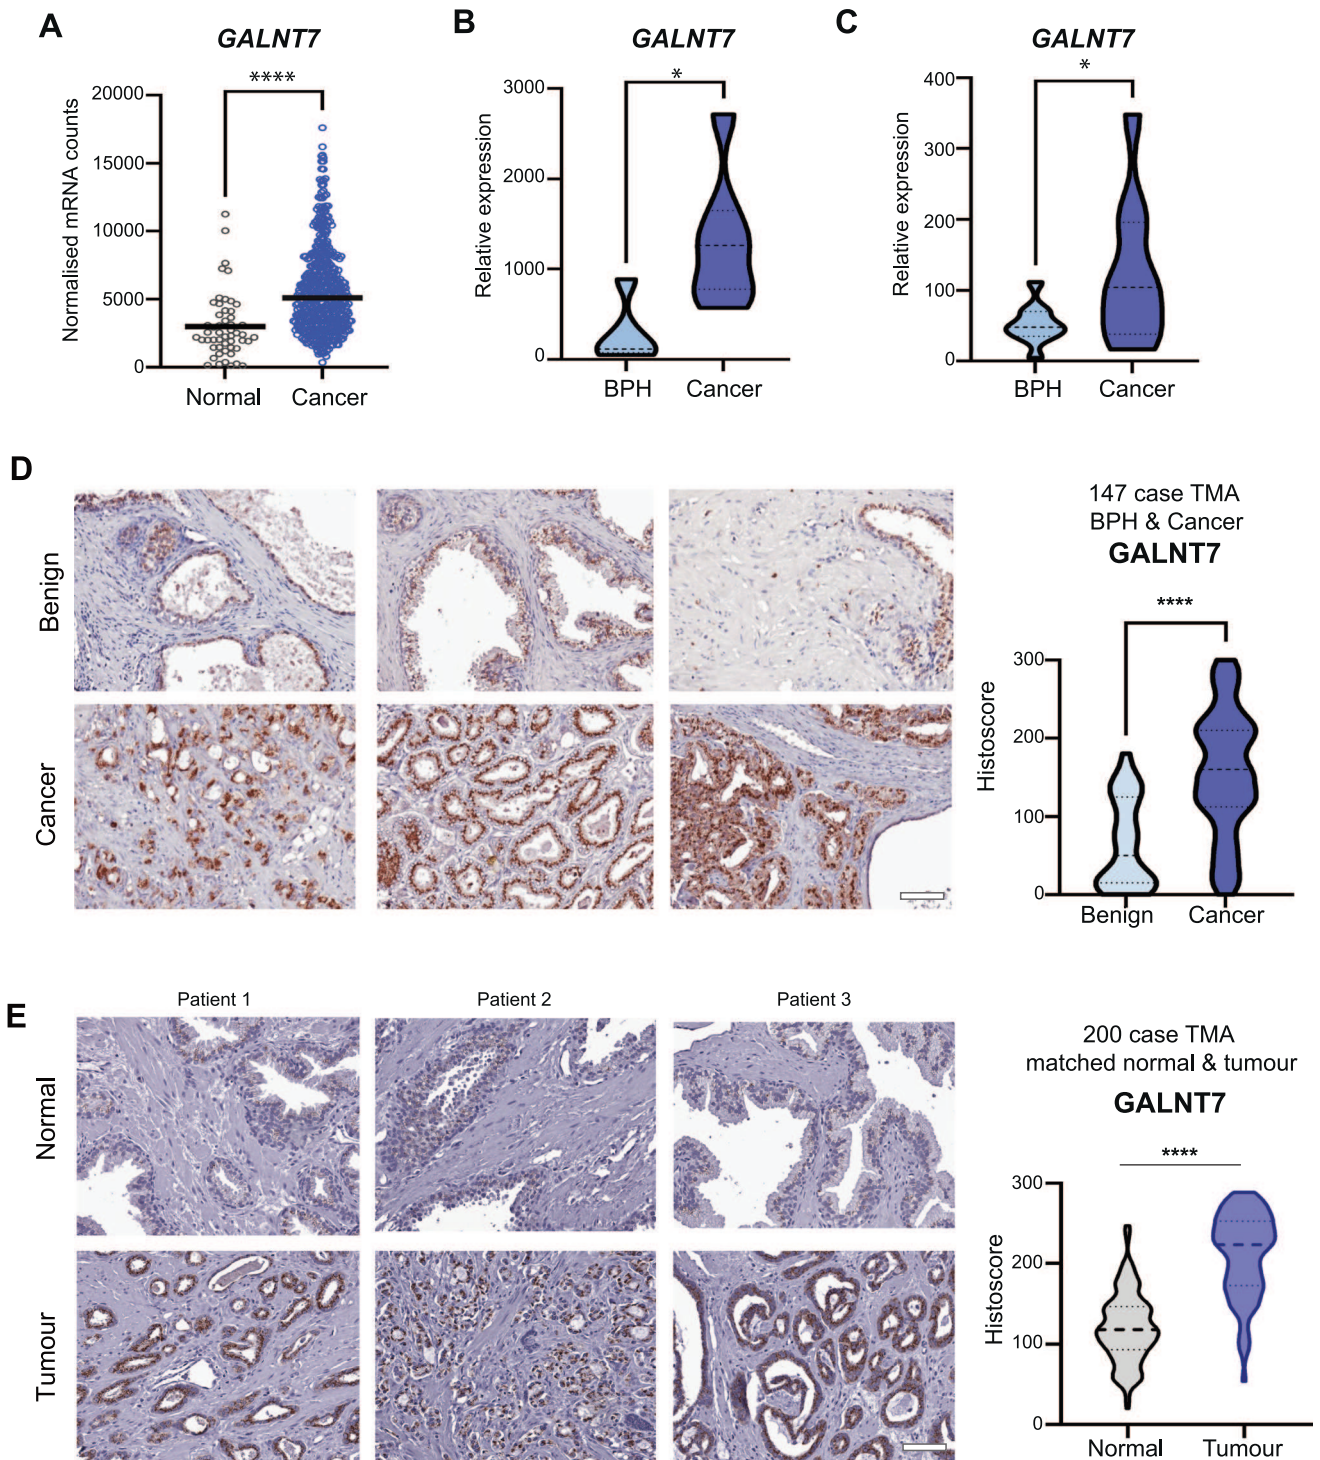 A
GALNT7
****
Normalised mRNA counts
20000
15000
10000
5000
0
Normal
Cancer
B
GALNT7
*
Relative expression
3000
2000
1000
0
BPH
Cancer
C
GALNT7
*
Relative expression
400
300
200
100
0
BPH
Cancer
D
Benign
Cancer
147 case TMA
BPH & Cancer
GALNT7
****
Histoscore
300
200
100
0
Benign
Cancer
E
Patient 1
Patient 2
Patient 3
Normal
Tumour
200 case TMA
matched normal & tumour
GALNT7
****
Histoscore
300
200
100
0
Normal
Tumour